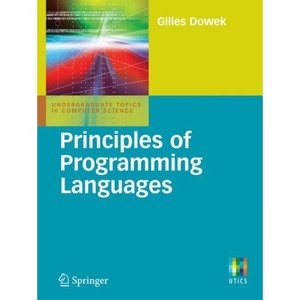 Gilles Dowek
UNDERGRADUATE TOPICS
IN COMPUTER SCIENCE
Principles of
Programming
Languages
Springer
UTiCS